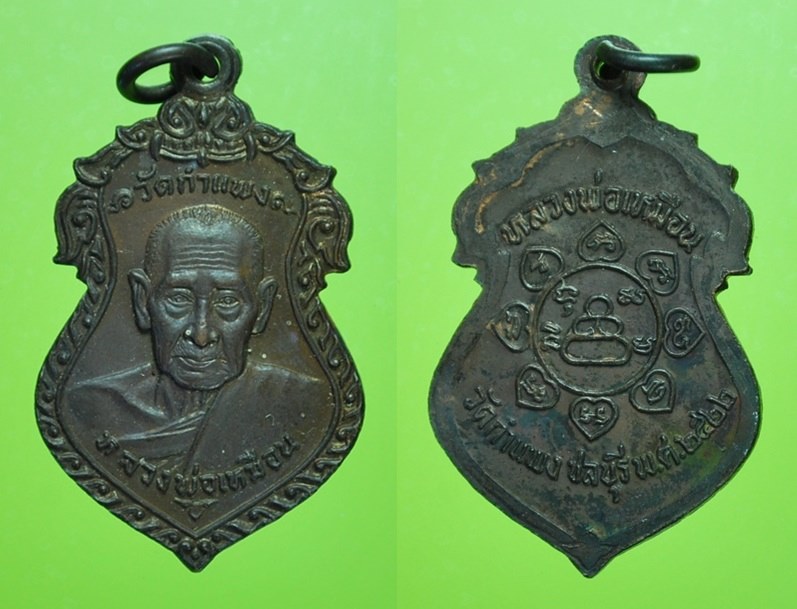 วัดกำแพง
หลวงพ่อเหมือน
หลวงพ่อเหมือน
วัดกำแพง ชลบุรี พ.ศ.๒๕๒๒